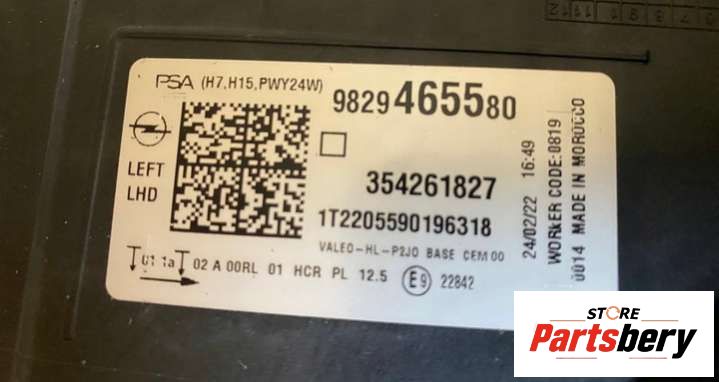 PSA (H7,H15,PWY24W)
9829465580
LEFT
LHD
354261827
1T2205590196318
VALEO-HL-P2JO BASE CEM 00
01 1a 02 A 00RL 01 HCR PL 12.5 E9 22842
24/02/22 16:49
WORKER CODE:0819
0014 MADE IN MOROCCO
STORE
Partsbery